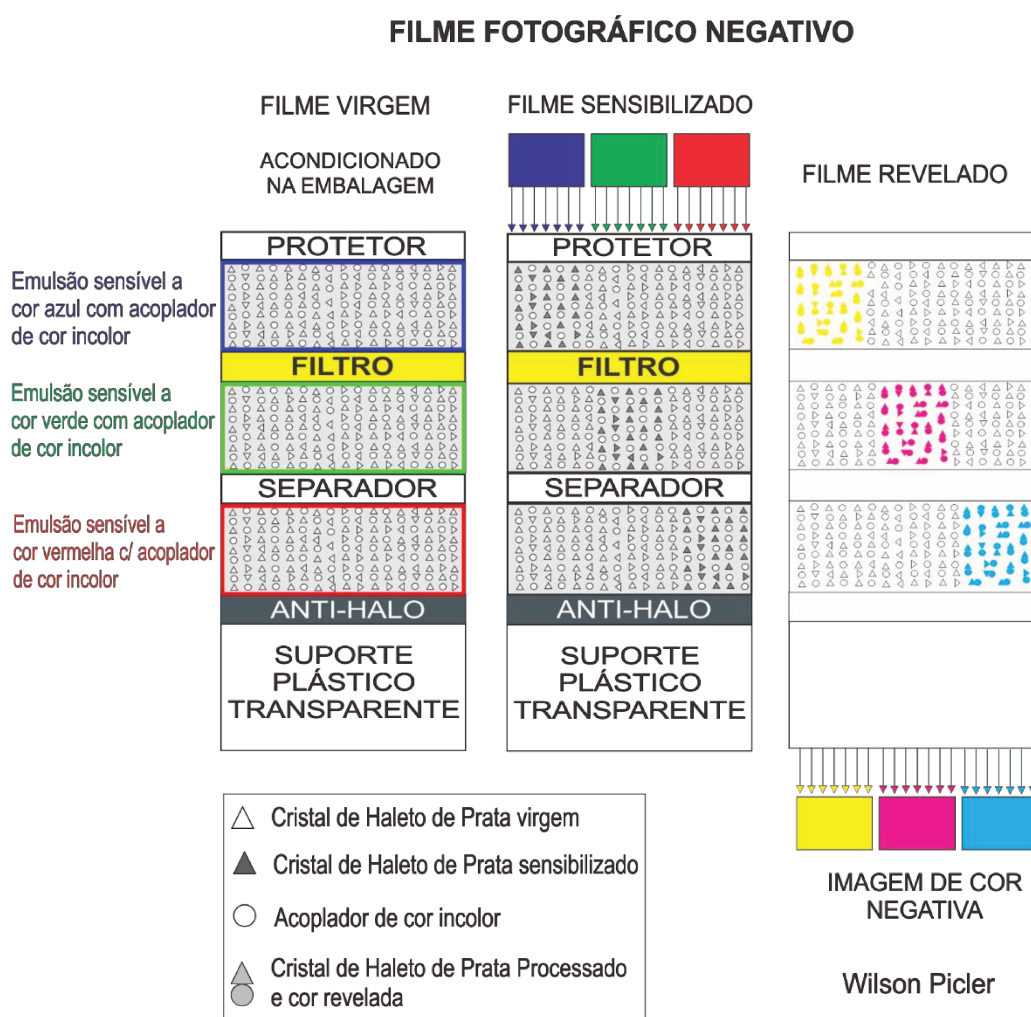 FILME FOTOGRÁFICO NEGATIVO
FILME VIRGEM
ACONDICIONADO
NA EMBALAGEM
FILME SENSIBILIZADO
FILME REVELADO
Emulsão sensível a
cor azul com acoplador
de cor incolor
Emulsão sensível a
cor verde com acoplador
de cor incolor
Emulsão sensível a
cor vermelha c/ acoplador
de cor incolor
PROTETOR
FILTRO
SEPARADOR
ANTI-HALO
SUPORTE
PLÁSTICO
TRANSPARENTE
PROTETOR
FILTRO
SEPARADOR
ANTI-HALO
SUPORTE
PLÁSTICO
TRANSPARENTE
Cristal de Haleto de Prata virgem
Cristal de Haleto de Prata sensibilizado
Acoplador de cor incolor
Cristal de Haleto de Prata Processado
e cor revelada
IMAGEM DE COR
NEGATIVA
Wilson Picler